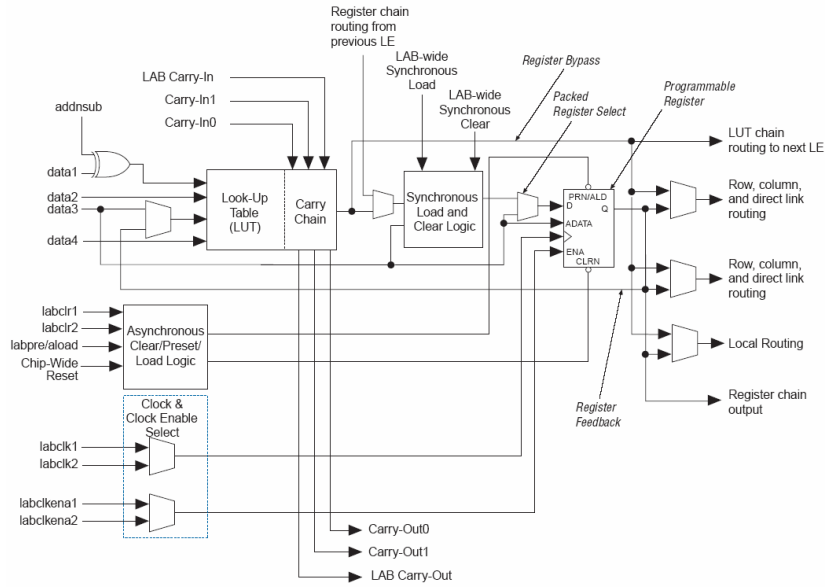 Register chain
routing from
previous LE
LAB-wide
Synchronous
Load
Register Bypass
LAB Carry-In
Carry-In1
Carry-In0
LAB-wide
Synchronous
Clear
Packed
Register Select
Programmable
Register
addnsub
LUT chain
routing to next LE
data1
data2
data3
data4
Look-Up
Table
(LUT)
Carry
Chain
Synchronous
Load and
Clear Logic
PRN/ALD
D
Q
ADATA
ENA
CLRN
Row, column,
and direct link
routing
Row, column,
and direct link
routing
labclr1
labclr2
labpre/aload
Chip-Wide
Reset
Asynchronous
Clear/Preset/
Load Logic
Local Routing
Register chain
output
Register
Feedback
Clock &
Clock Enable
Select
labclk1
labclk2
labclkena1
labclkena2
Carry-Out0
Carry-Out1
LAB Carry-Out